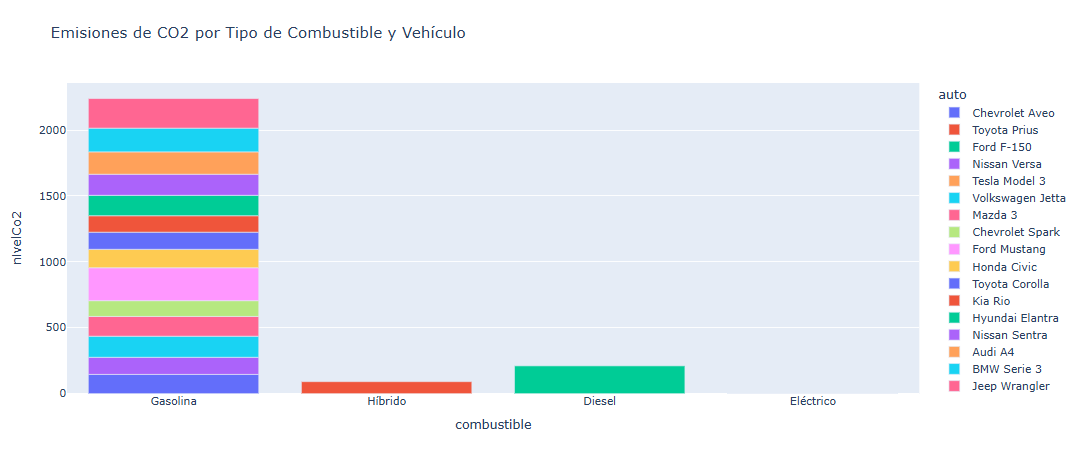 Emisiones de CO2 por Tipo de Combustible y Vehículo
nivelCo2
2000
1500
1000
500
0
Gasolina
Híbrido
Diesel
Eléctrico
combustible
auto
Chevrolet Aveo
Toyota Prius
Ford F-150
Nissan Versa
Tesla Model 3
Volkswagen Jetta
Mazda 3
Chevrolet Spark
Ford Mustang
Honda Civic
Toyota Corolla
Kia Rio
Hyundai Elantra
Nissan Sentra
Audi A4
BMW Serie 3
Jeep Wrangler